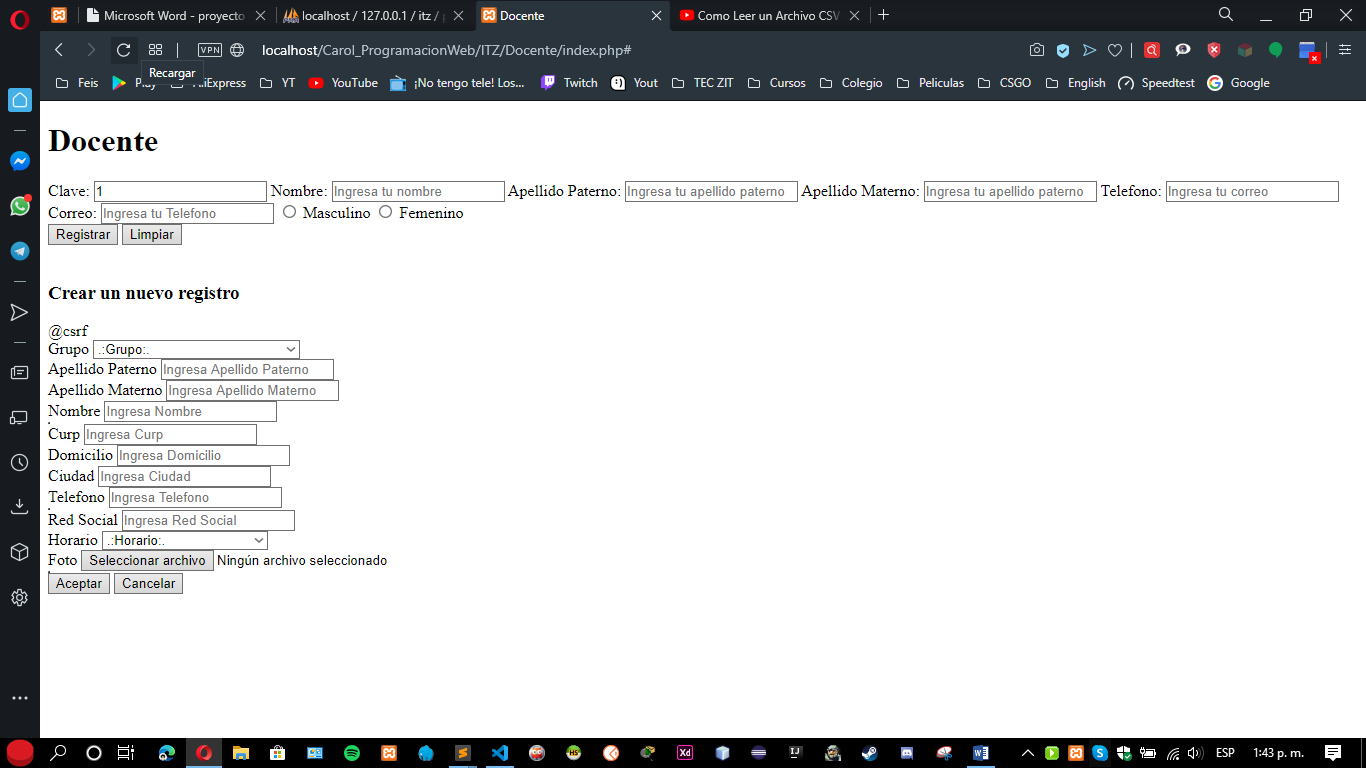 Microsoft Word - proyecto
localhost / 127.0.0.1 / itz / p
Docente
Como Leer un Archivo CSV
VPN localhost/Carol_ProgramacionWeb/ITZ/Docente/index.php#
Recargar
Feis Play AliExpress YT YouTube ¡No tengo tele! Los... Twitch Yout TEC ZIT Cursos Colegio Peliculas CSGO English Speedtest Google
Docente
Clave: 1 Nombre: Ingresa tu nombre Apellido Paterno: Ingresa tu apellido paterno Apellido Materno: Ingresa tu apellido paterno Telefono: Ingresa tu correo
Correo: Ingresa tu Telefono Masculino Femenino
Registrar Limpiar
Crear un nuevo registro
@csrf
Grupo .:Grupo:.
Apellido Paterno Ingresa Apellido Paterno
Apellido Materno Ingresa Apellido Materno
Nombre Ingresa Nombre
Curp Ingresa Curp
Domicilio Ingresa Domicilio
Ciudad Ingresa Ciudad
Telefono Ingresa Telefono
Red Social Ingresa Red Social
Horario .:Horario:.
Foto Seleccionar archivo Ningún archivo seleccionado
Aceptar Cancelar
ESP 1:43 p. m.